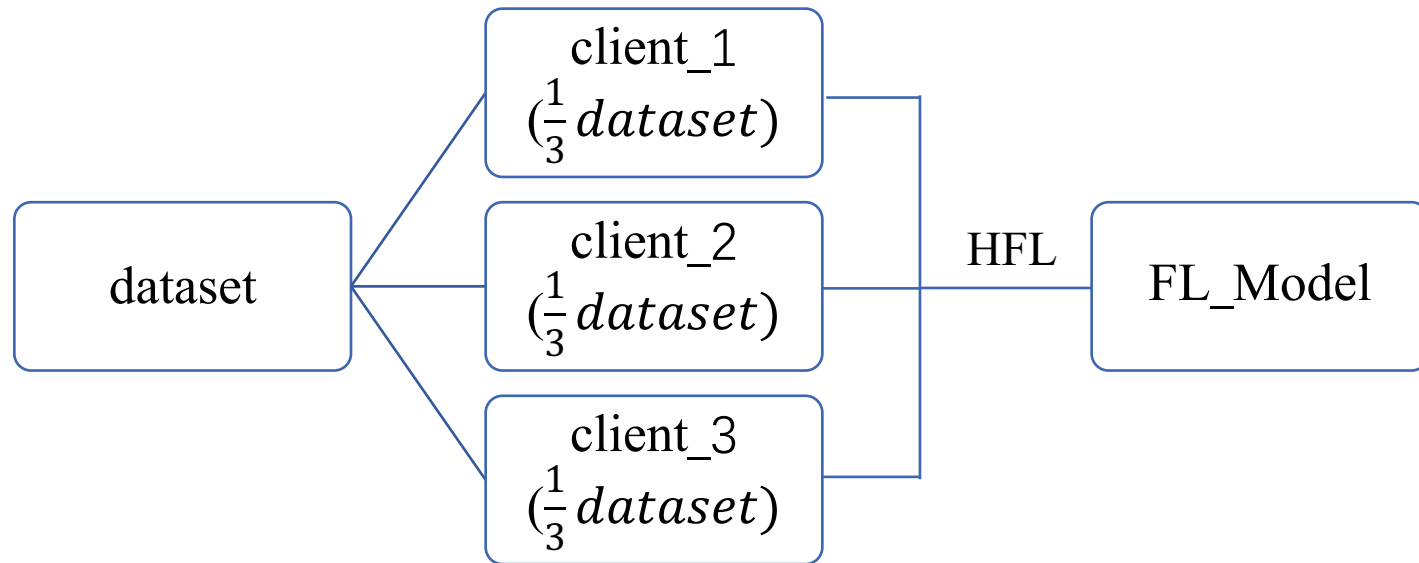 dataset
client_1
(1/3 dataset)
client_2
(1/3 dataset)
client_3
(1/3 dataset)
HFL
FL_Model